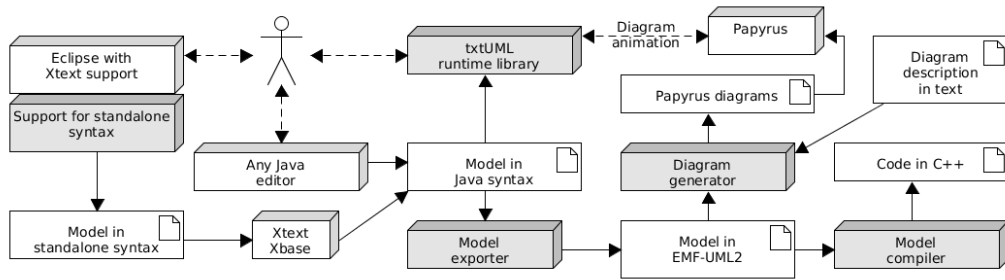 Eclipse with
Xtext support
Support for standalone
syntax
txtUML
runtime library
Diagram
animation
Papyrus
Papyrus diagrams
Diagram
description
in text
Any Java
editor
Model in
Java syntax
Diagram
generator
Code in C++
Model in
standalone syntax
Xtext
Xbase
Model
exporter
Model in
EMF-UML2
Model
compiler